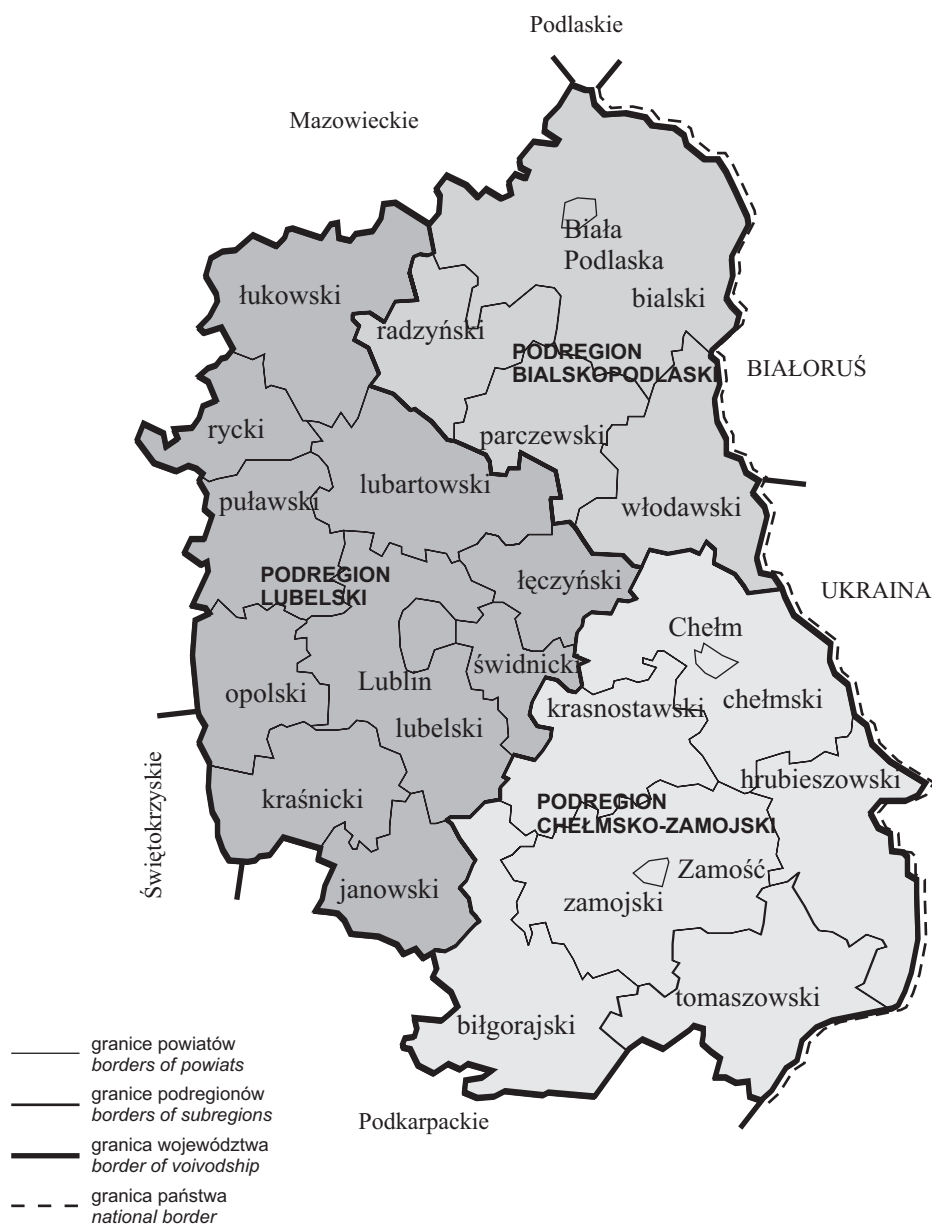 Podlaskie
Mazowieckie
Biała
Podlaska
łukowski
bialski
radzyński
PODREGION
BIALSKOPODLASKI
BIAŁORUŚ
rycki
parczewski
lubartowski
puławski
włodawski
PODREGION
LUBELSKI
łęczyński
UKRAINA
Chełm
świdnicki
opolski
Lublin
chełmski
krasnostawski
lubelski
hrubieszowski
kraśnicki
PODREGION
CHEŁMSKO-ZAMOJSKI
Świętokrzyskie
Zamość
janowski
zamojski
tomaszowski
biłgorajski
granice powiatów
borders of powiats
granice podregionów
borders of subregions
Podkarpackie
granica województwa
border of voivodship
granica państwa
national border